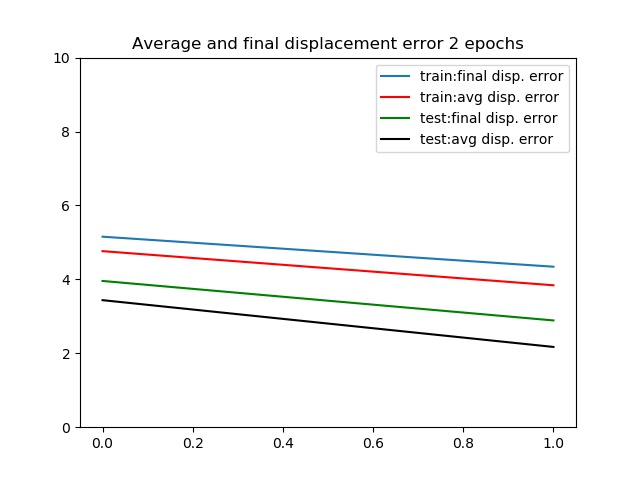 Average and final displacement error 2 epochs
train:final disp. error
train:avg disp. error
test:final disp. error
test:avg disp. error
10
8
6
4
2
0
0.0 0.2 0.4 0.6 0.8 1.0